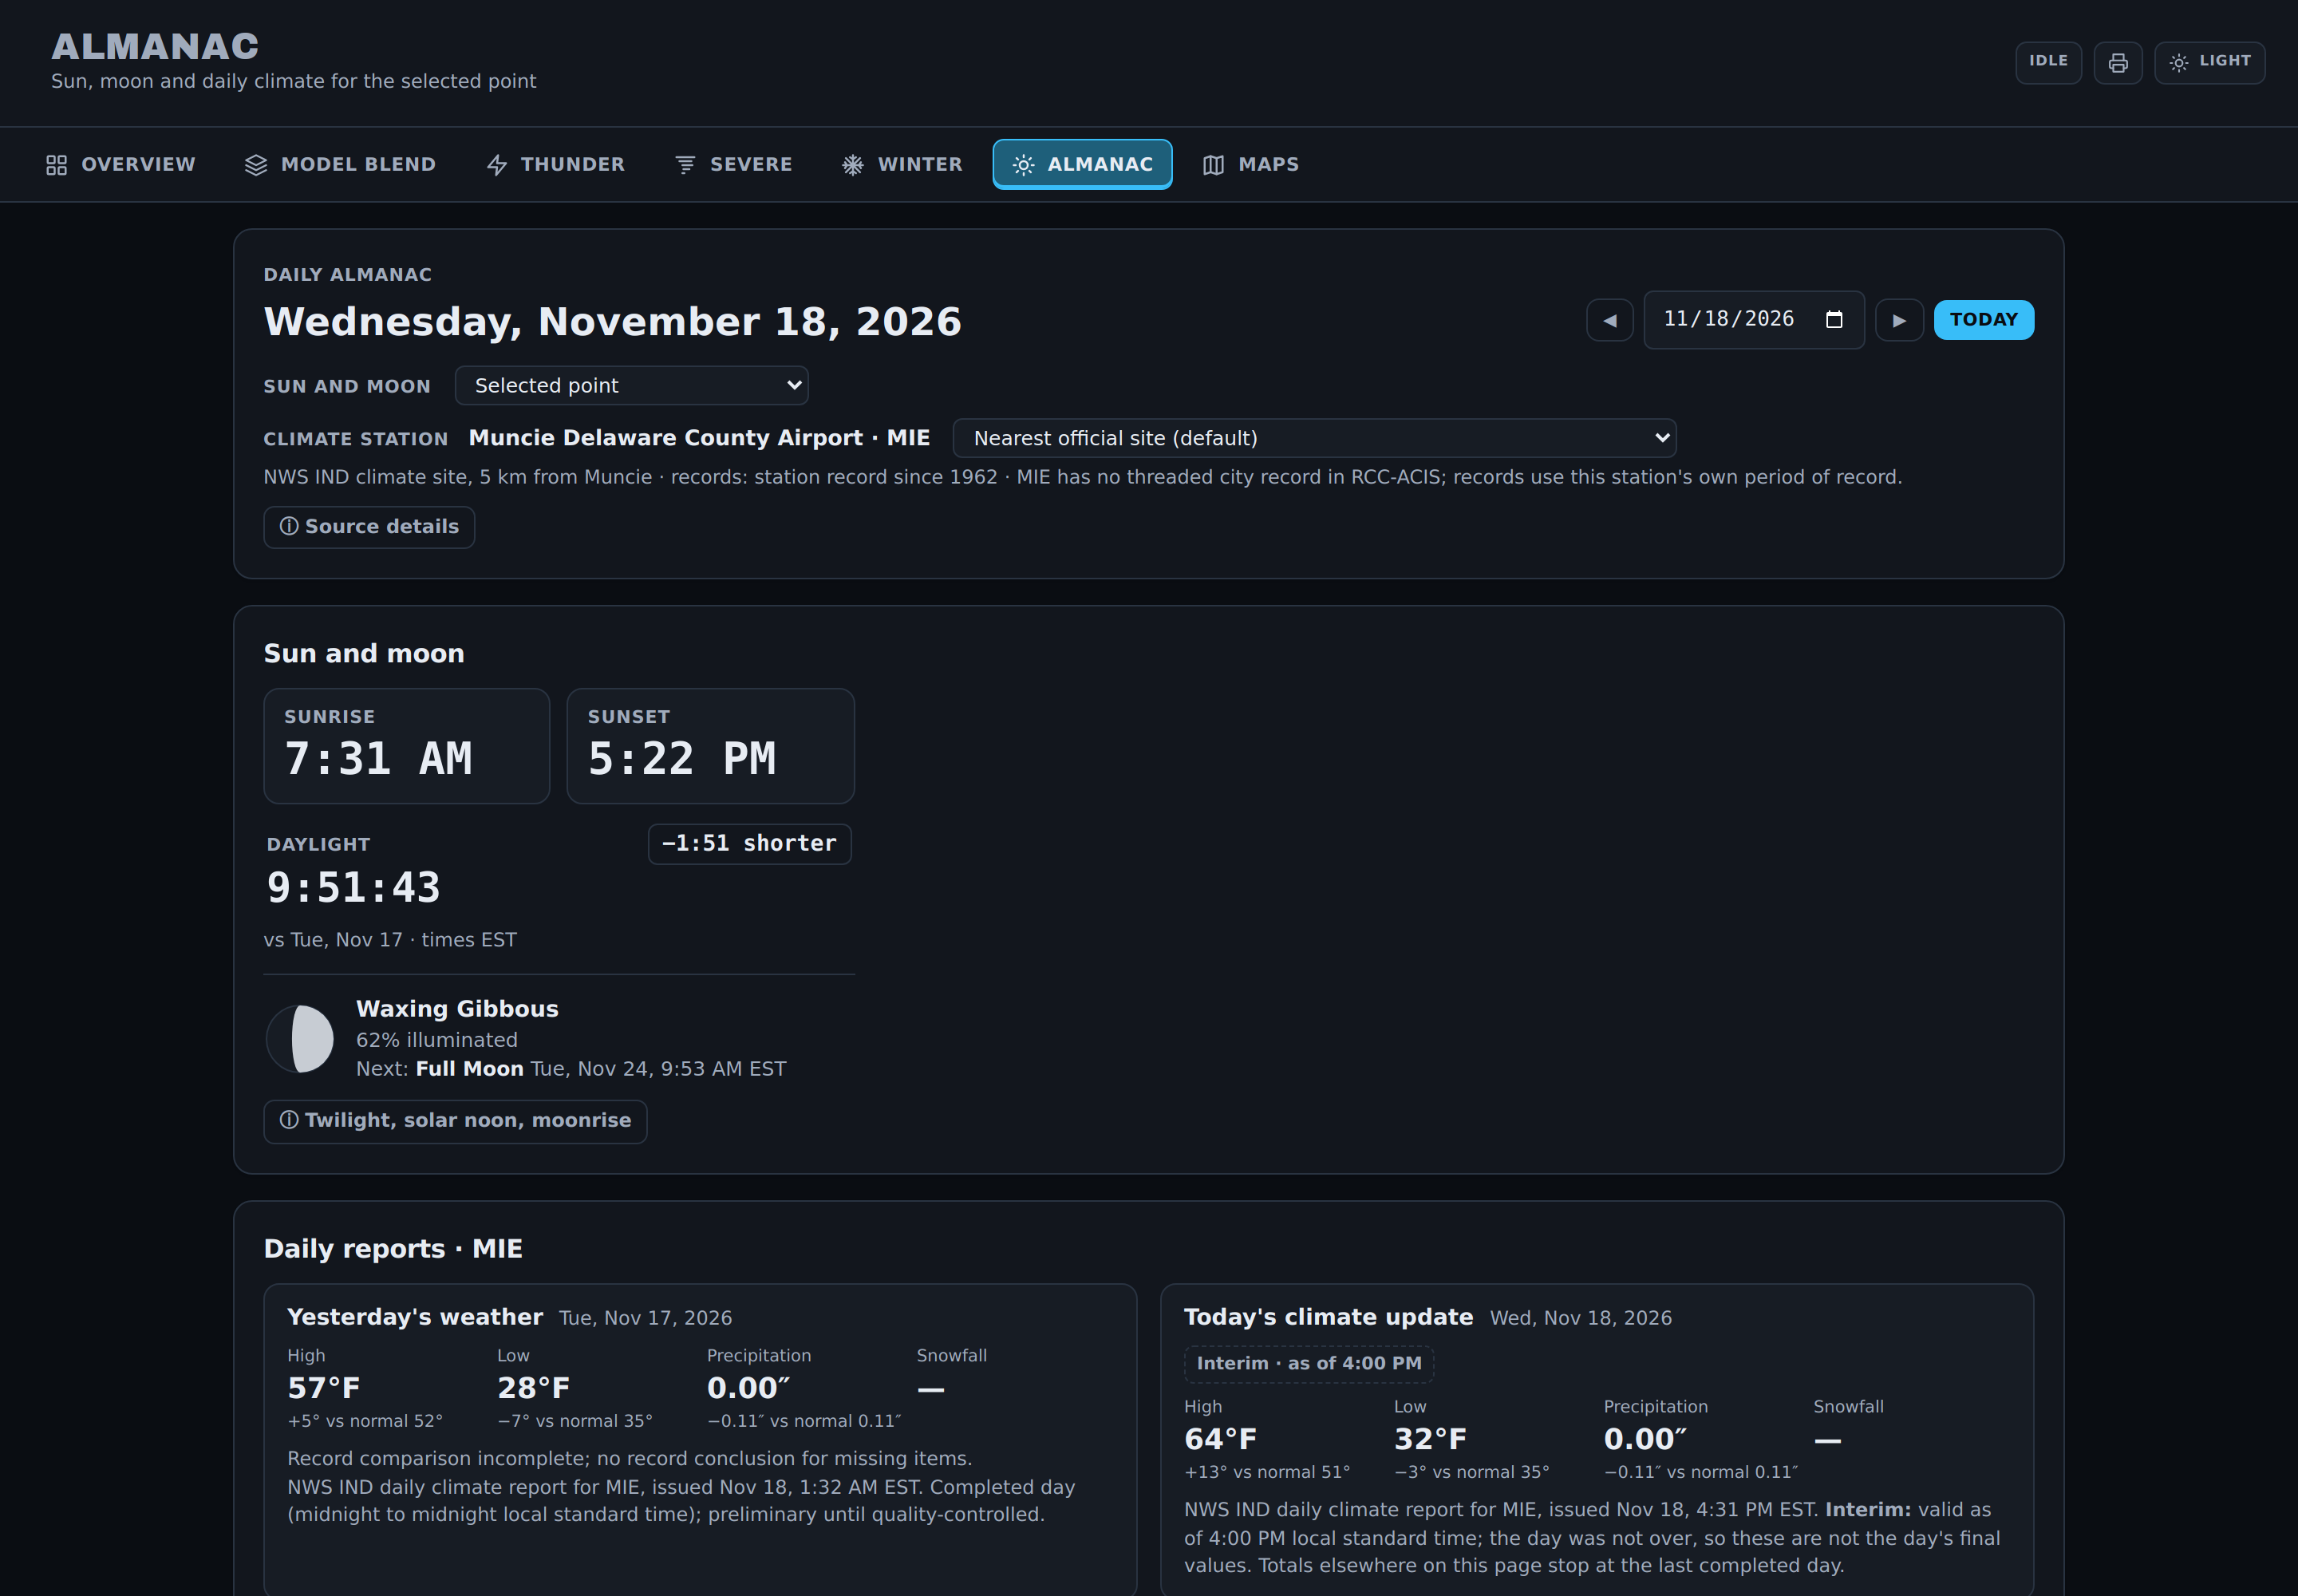 ALMANAC
Sun, moon and daily climate for the selected point
IDLE
LIGHT
OVERVIEW
MODEL BLEND
THUNDER
SEVERE
WINTER
ALMANAC
MAPS
DAILY ALMANAC
Wednesday, November 18, 2026
◀
11/18/2026
▶
TODAY
SUN AND MOON
Selected point
CLIMATE STATION
Muncie Delaware County Airport · MIE
Nearest official site (default)
NWS IND climate site, 5 km from Muncie · records: station record since 1962 · MIE has no threaded city record in RCC-ACIS; records use this station's own period of record.
ⓘ Source details
Sun and moon
SUNRISE
7:31 AM
SUNSET
5:22 PM
DAYLIGHT
−1:51 shorter
9:51:43
vs Tue, Nov 17 · times EST
Waxing Gibbous
62% illuminated
Next: Full Moon Tue, Nov 24, 9:53 AM EST
ⓘ Twilight, solar noon, moonrise
Daily reports · MIE
Yesterday's weather Tue, Nov 17, 2026
High
57°F
+5° vs normal 52°
Low
28°F
−7° vs normal 35°
Precipitation
0.00″
−0.11″ vs normal 0.11″
Snowfall
—
Record comparison incomplete; no record conclusion for missing items.
NWS IND daily climate report for MIE, issued Nov 18, 1:32 AM EST. Completed day
(midnight to midnight local standard time); preliminary until quality-controlled.
Today's climate update Wed, Nov 18, 2026
Interim · as of 4:00 PM
High
64°F
+13° vs normal 51°
Low
32°F
−3° vs normal 35°
Precipitation
0.00″
−0.11″ vs normal 0.11″
Snowfall
—
NWS IND daily climate report for MIE, issued Nov 18, 4:31 PM EST. Interim: valid as
of 4:00 PM local standard time; the day was not over, so these are not the day's final
values. Totals elsewhere on this page stop at the last completed day.